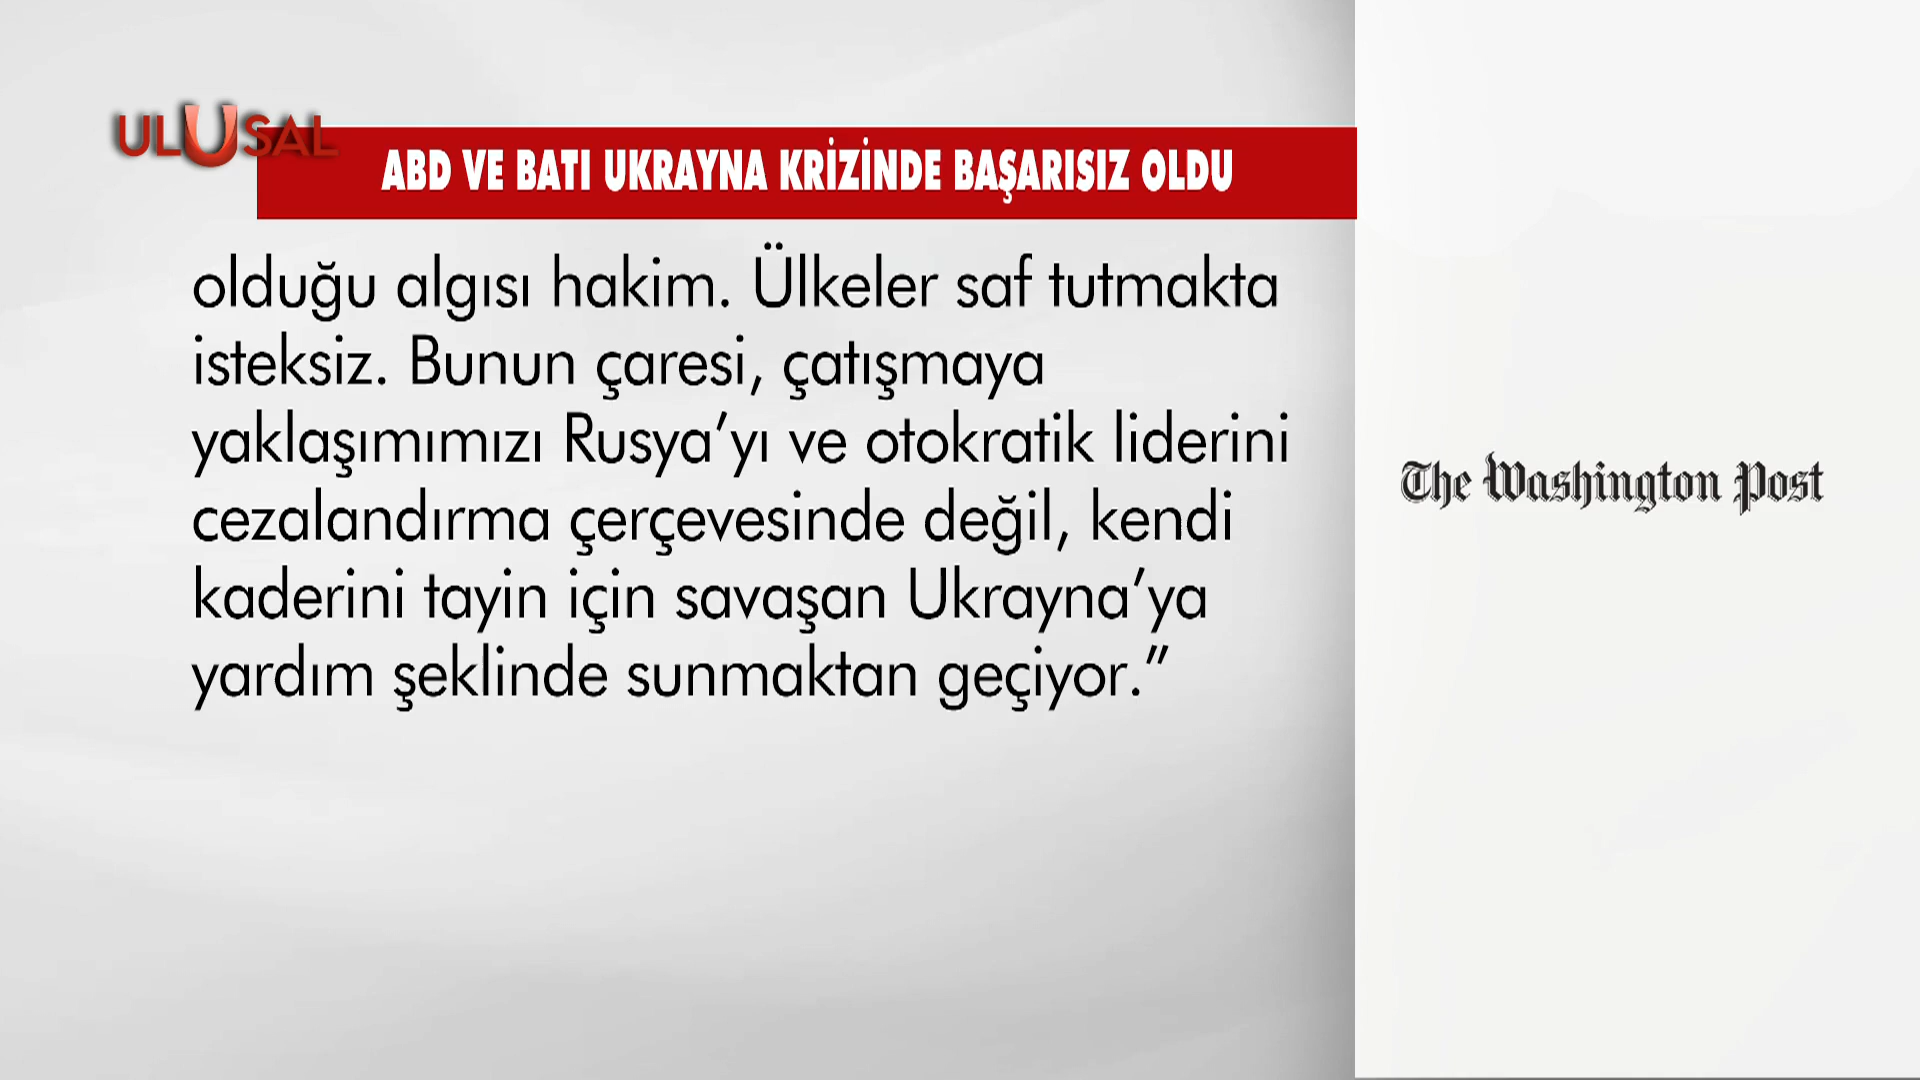 ULUSAL
ABD VE BATI UKRAYNA KRİZİNDE BAŞARISIZ OLDU
olduğu algısı hakim. Ülkeler saf tutmakta
isteksiz. Bunun çaresi, çatışmaya
yaklaşımımızı Rusya’yı ve otokratik liderini
cezalandırma çerçevesinde değil, kendi
kaderini tayin için savaşan Ukrayna’ya
yardım şeklinde sunmaktan geçiyor.”
The Washington Post